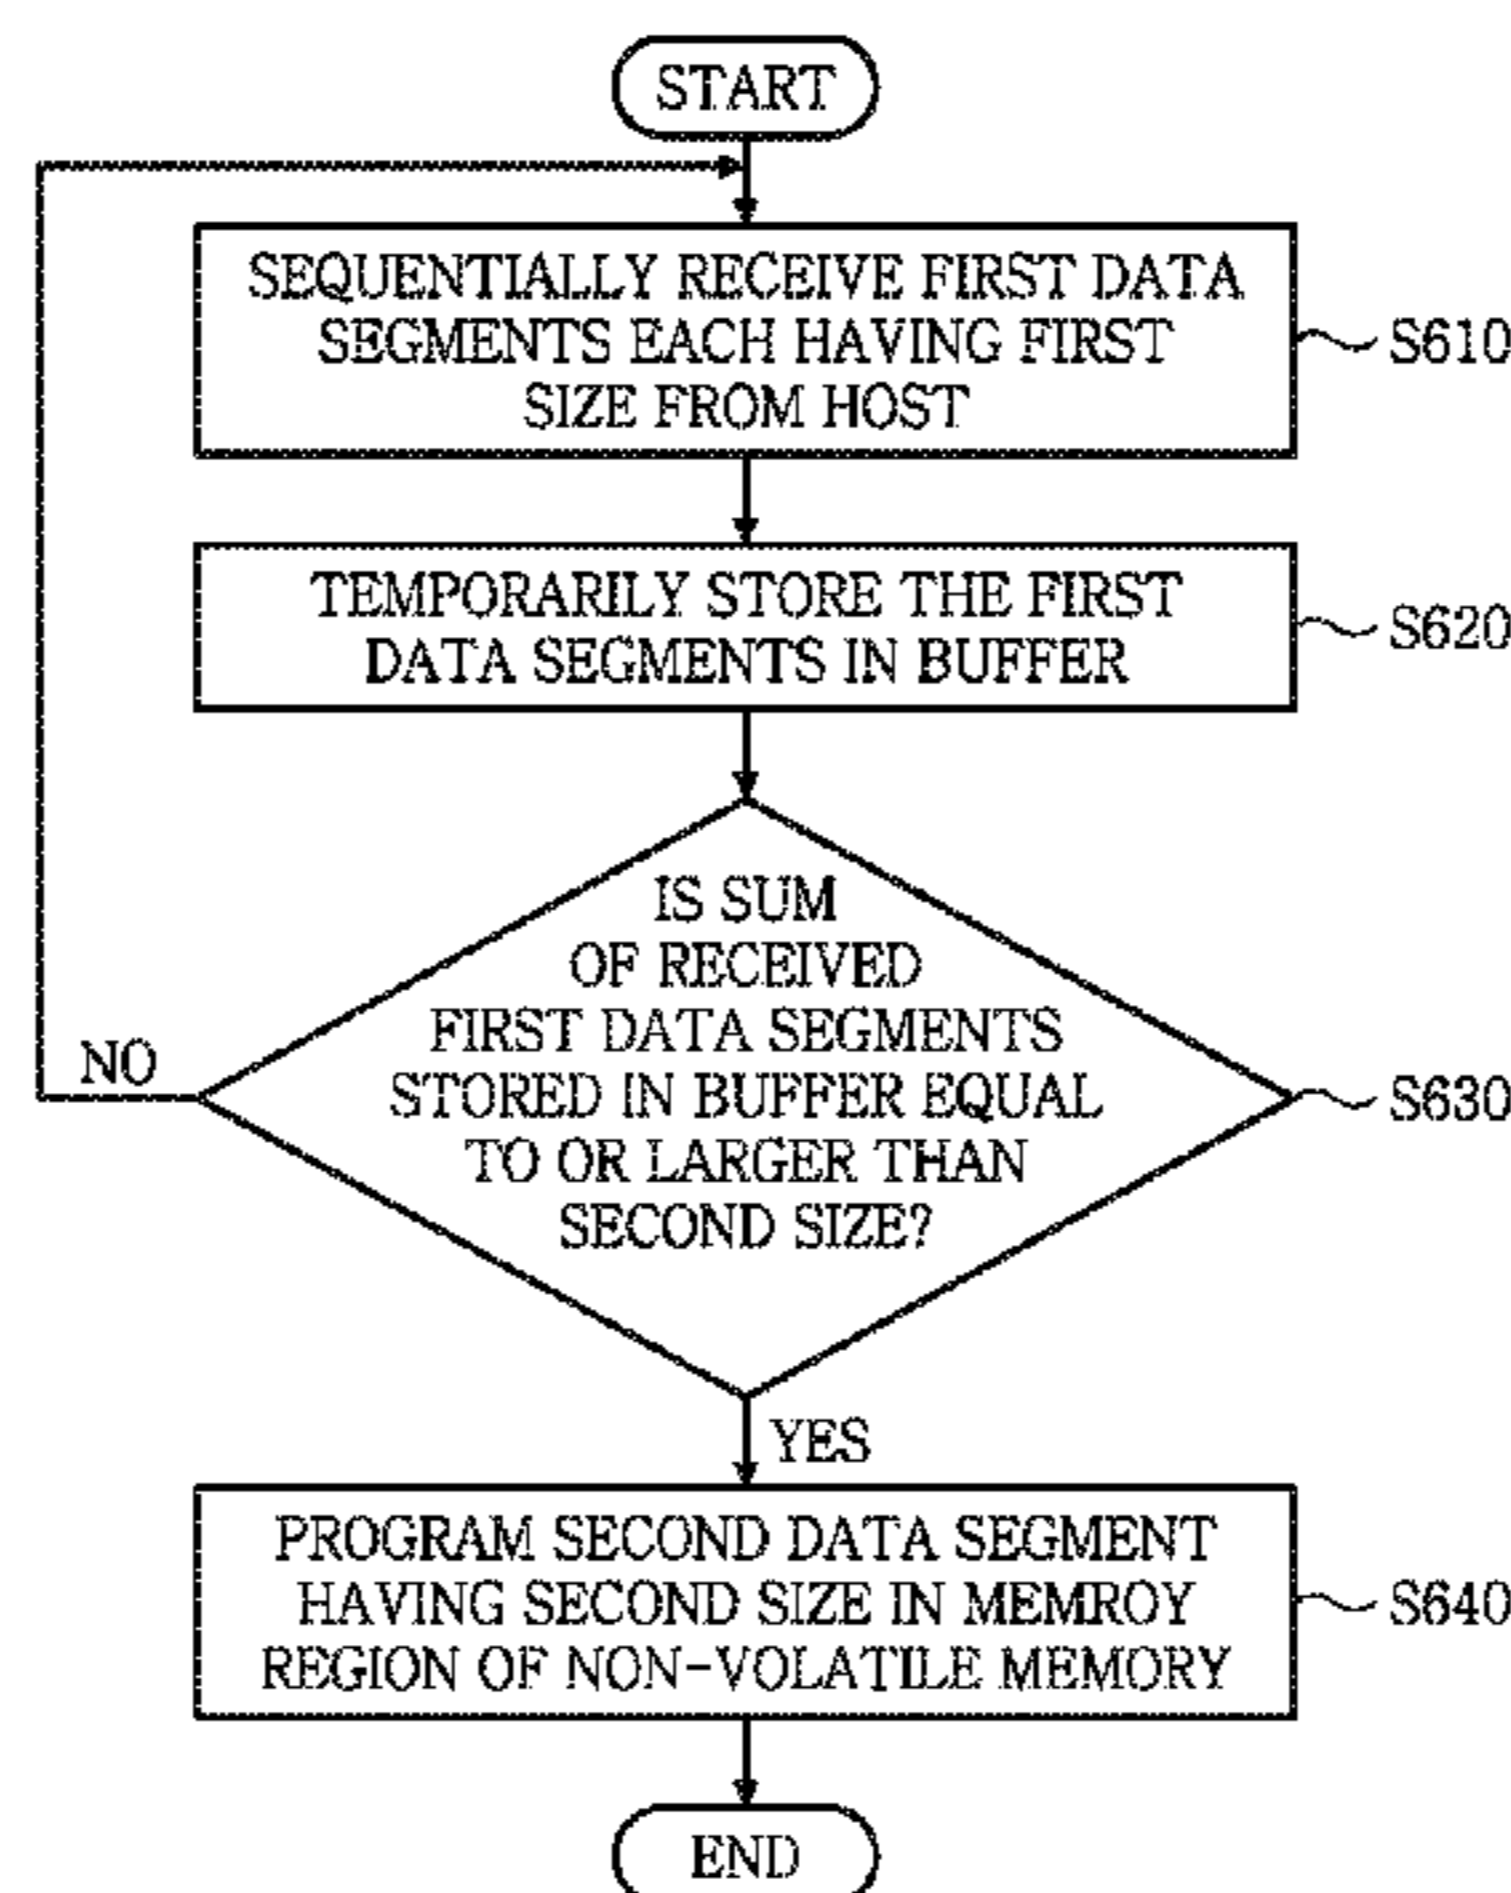 START
SEQUENTIALLY RECEIVE FIRST DATA
SEGMENTS EACH HAVING FIRST
SIZE FROM HOST
S610
TEMPORARILY STORE THE FIRST
DATA SEGMENTS IN BUFFER
S620
IS SUM
OF RECEIVED
FIRST DATA SEGMENTS
STORED IN BUFFER EQUAL
TO OR LARGER THAN
SECOND SIZE?
S630
NO
YES
PROGRAM SECOND DATA SEGMENT
HAVING SECOND SIZE IN MEMROY
REGION OF NON-VOLATILE MEMORY
S640
END